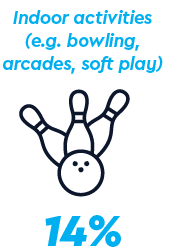 Indoor activities
(e.g. bowling,
arcades, soft play)
14%